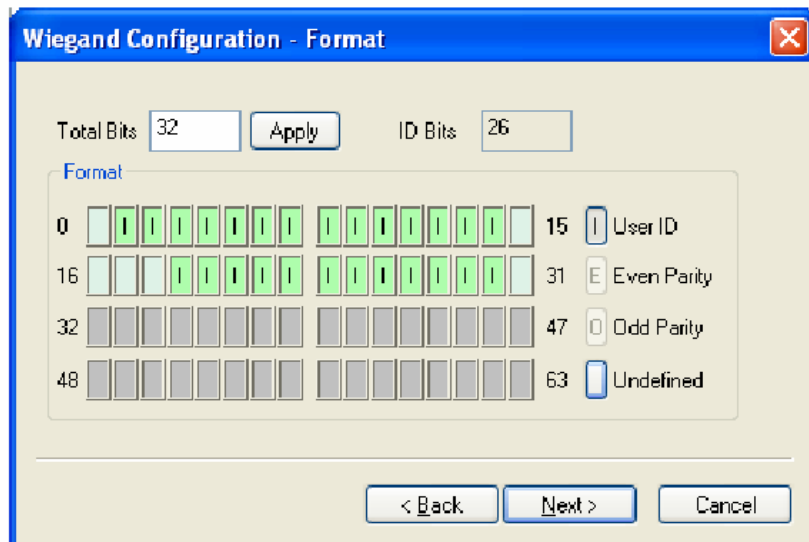 Wiegand Configuration - Format
Total Bits 32 Apply ID Bits 26
Format
0 I I I I I I I I I I I I I I 15 I User ID
16 I I I I I I I I I I I I 31 E Even Parity
32 47 O Odd Parity
48 63 Undefined
< Back Next > Cancel